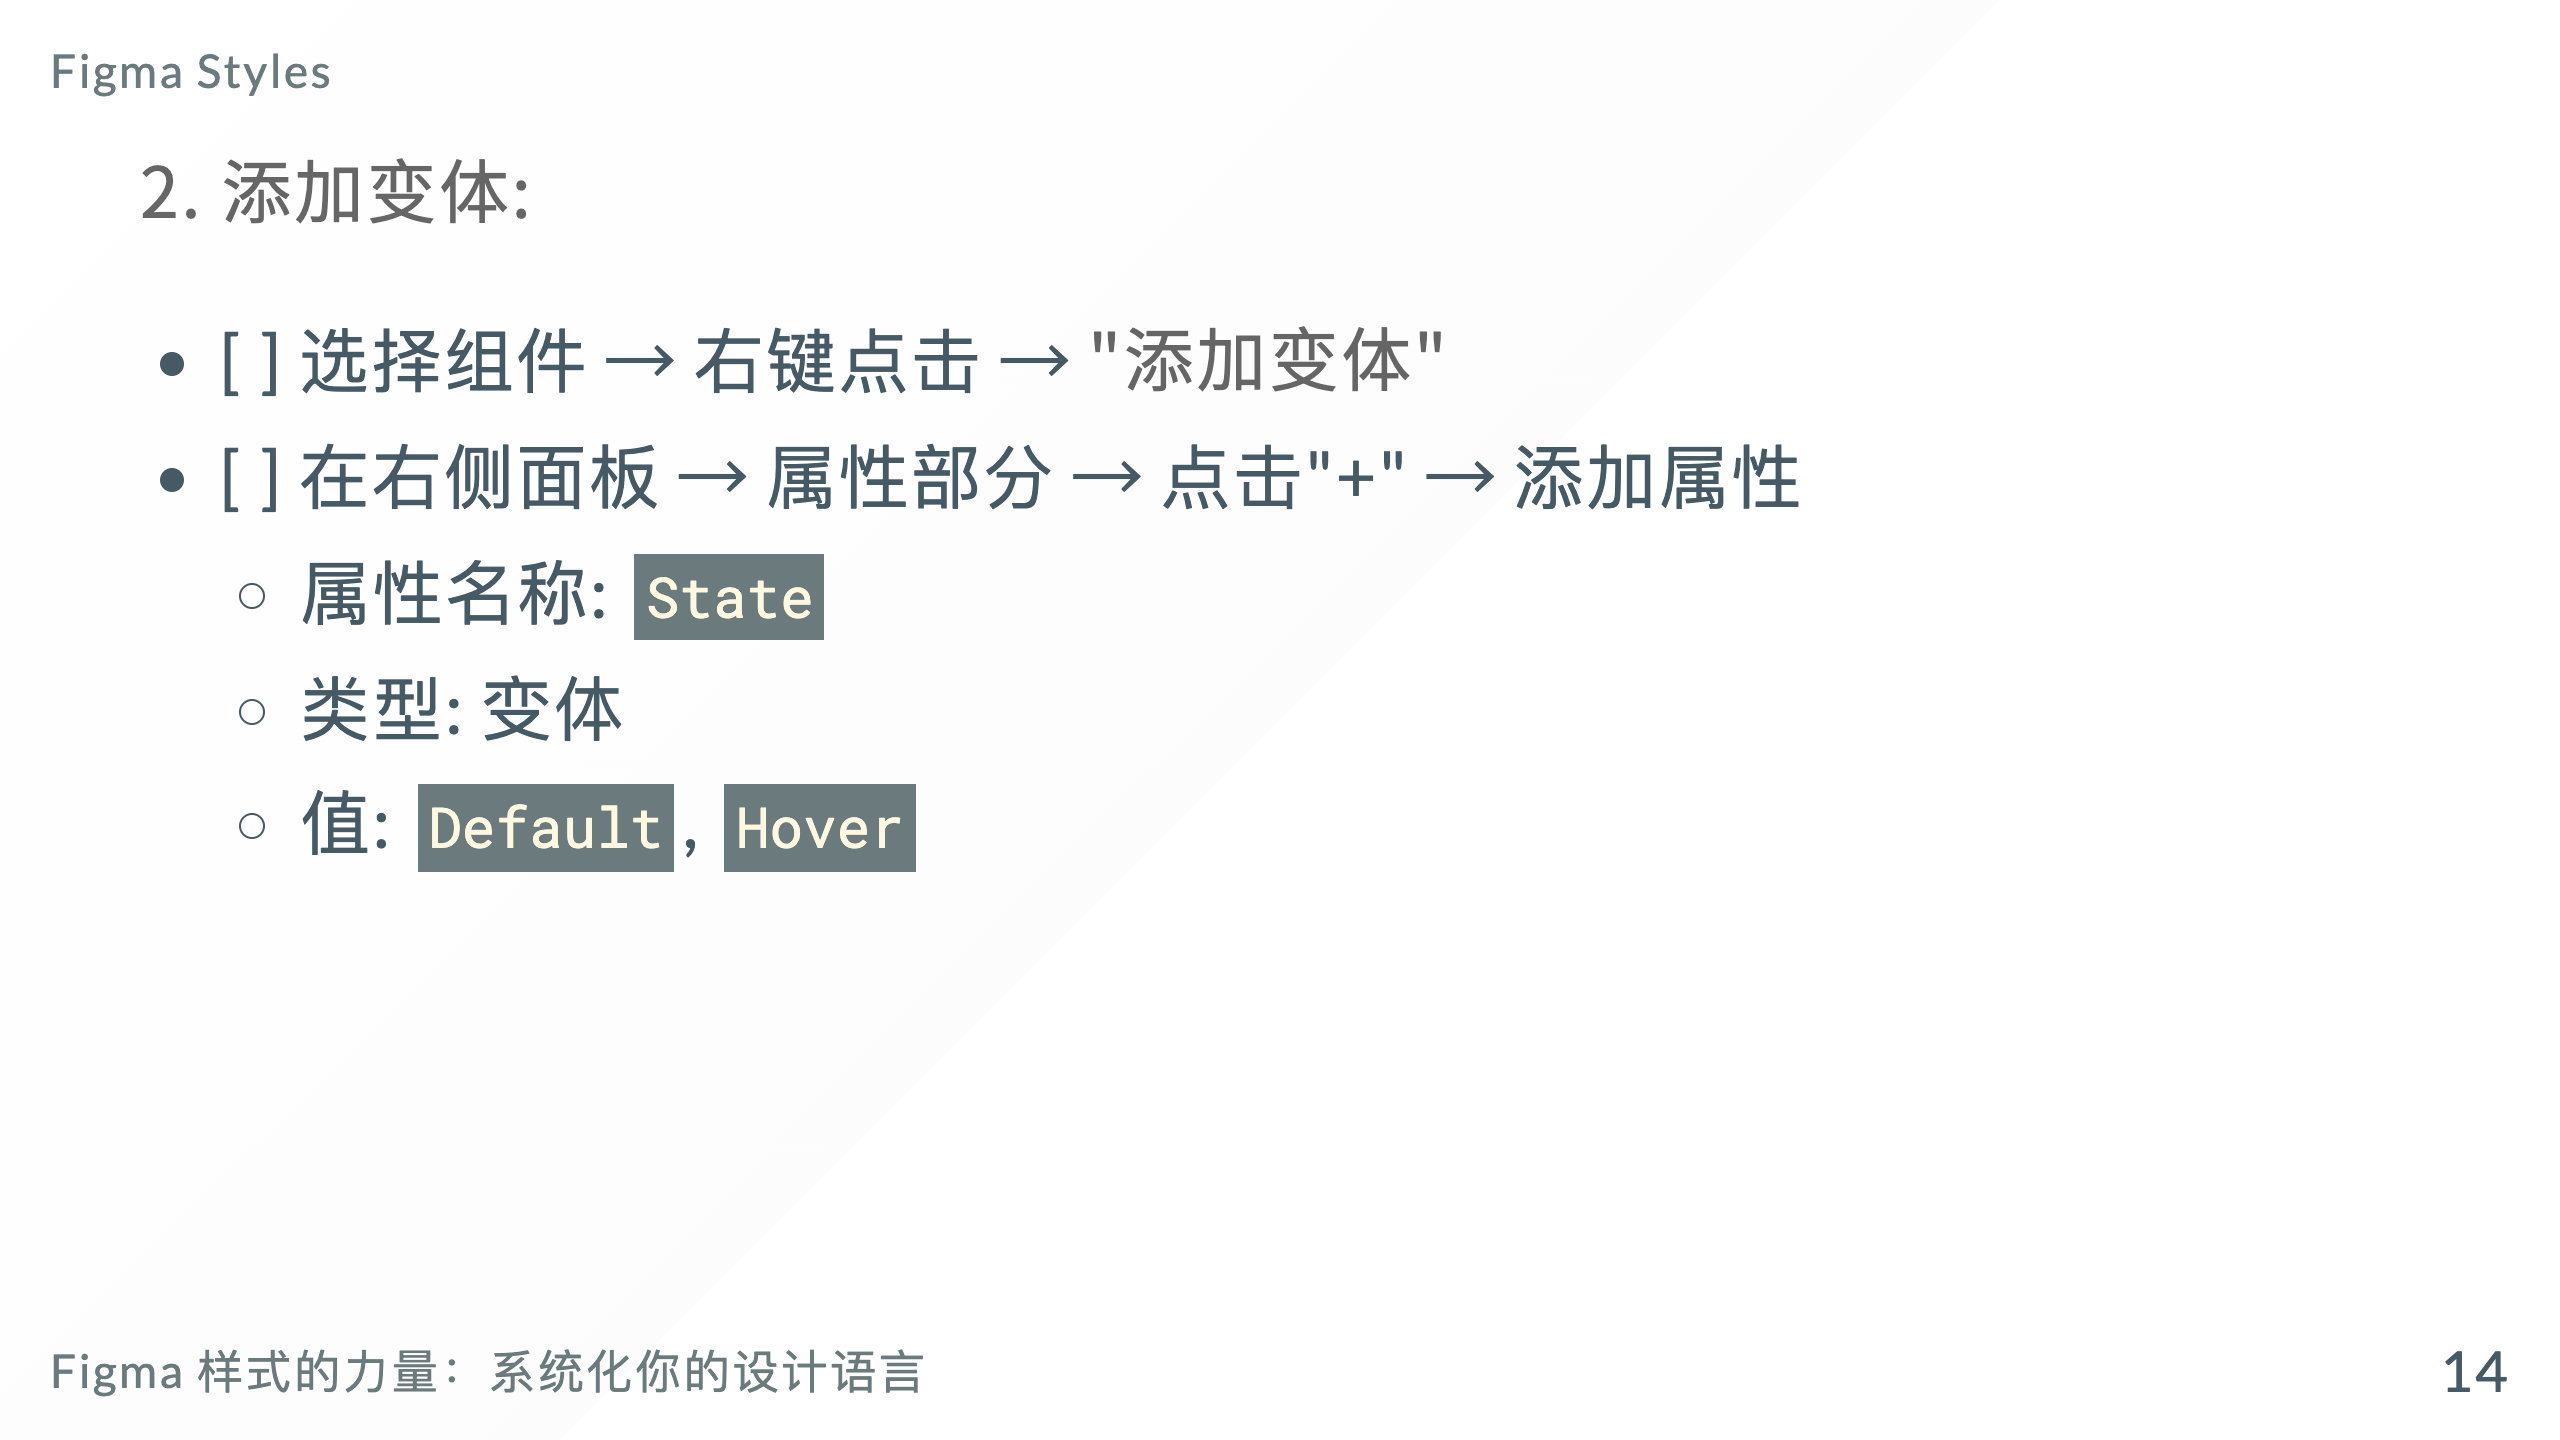 Figma Styles
2. 添加变体:
• [ ] 选择组件 → 右键点击 → "添加变体"
• [ ] 在右侧面板 → 属性部分 → 点击"+" → 添加属性
○ 属性名称: State
○ 类型: 变体
○ 值: Default, Hover
Figma 样式的力量：系统化你的设计语言
14